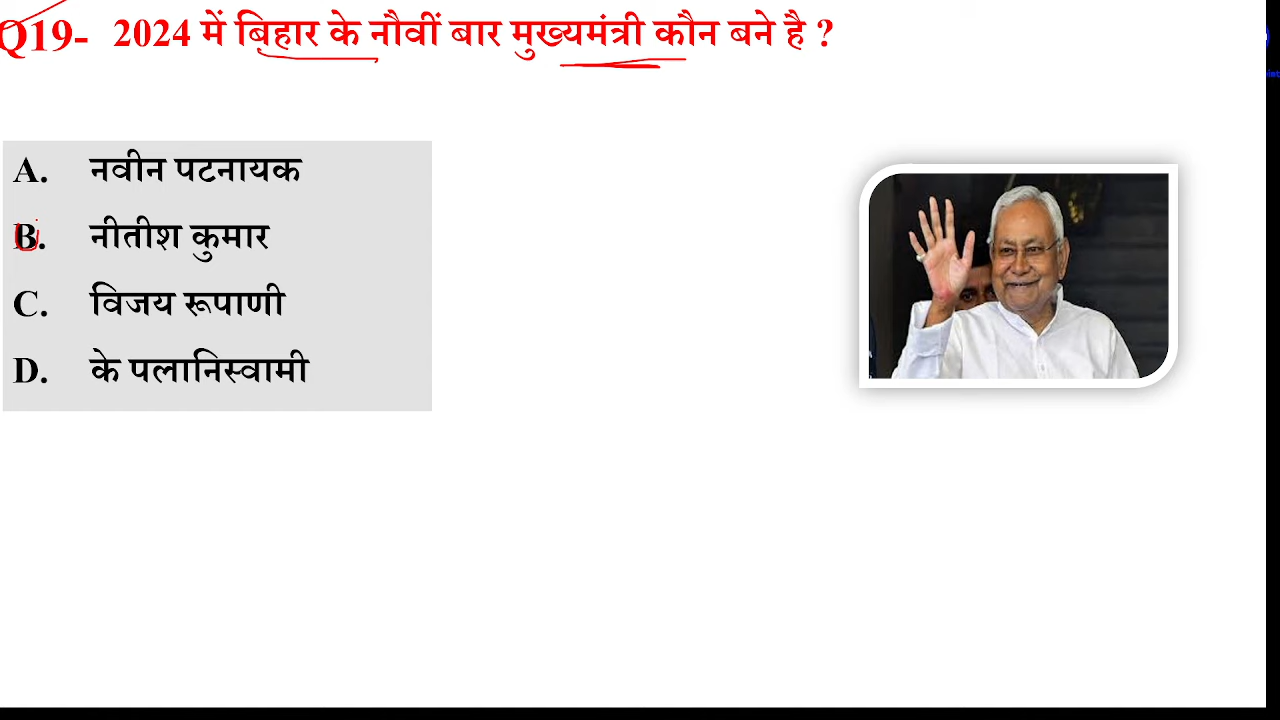 Q19- 2024 में बिहार के नौवीं बार मुख्यमंत्री कौन बने है ?
A. नवीन पटनायक
B. नीतीश कुमार
C. विजय रूपाणी
D. के पलानिस्वामी